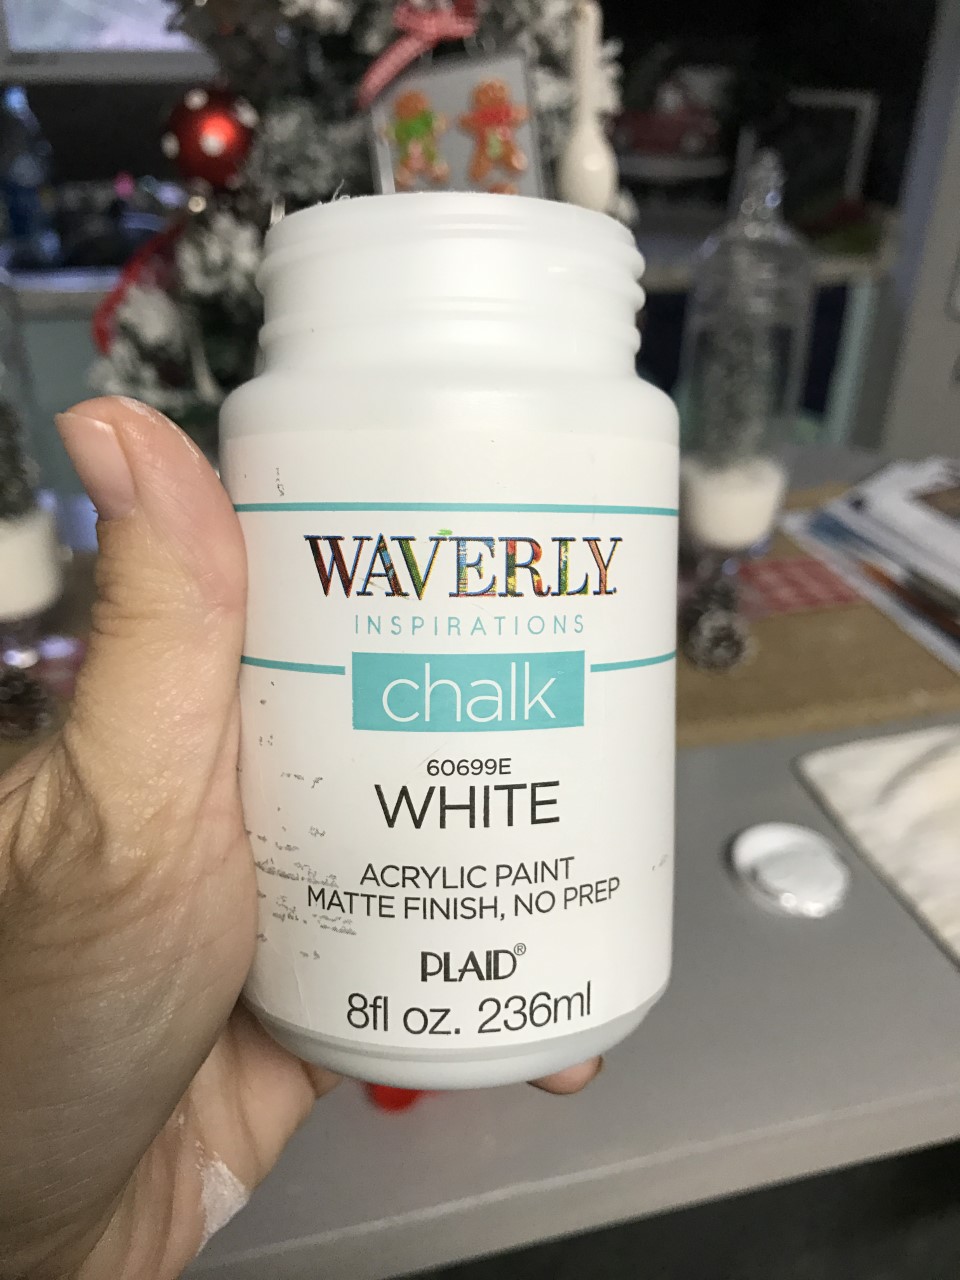 WAVERLY
INSPIRATIONS
chalk
60699E
WHITE
ACRYLIC PAINT
MATTE FINISH, NO PREP
PLAID®
8fl oz. 236ml